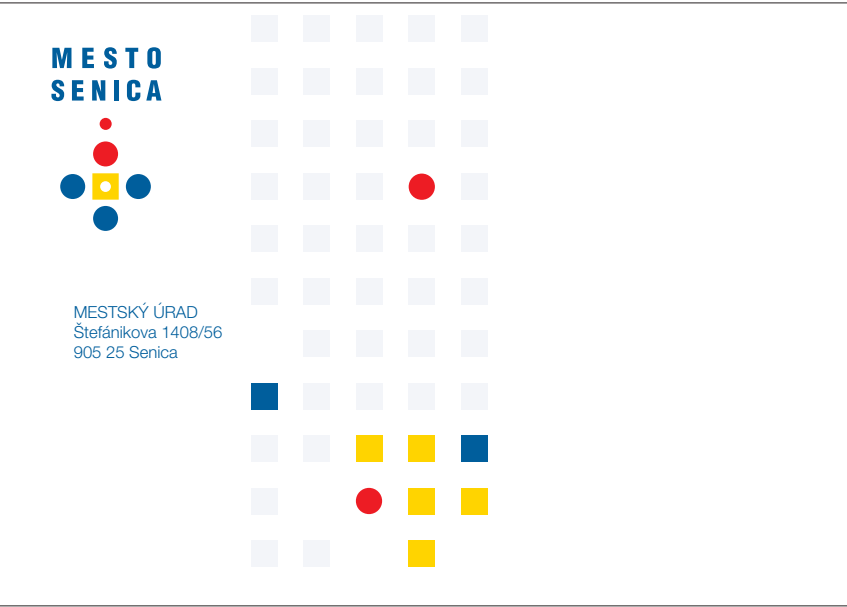 MESTO
SENICA
MESTSKÝ ÚRAD
Štefánikova 1408/56
905 25 Senica